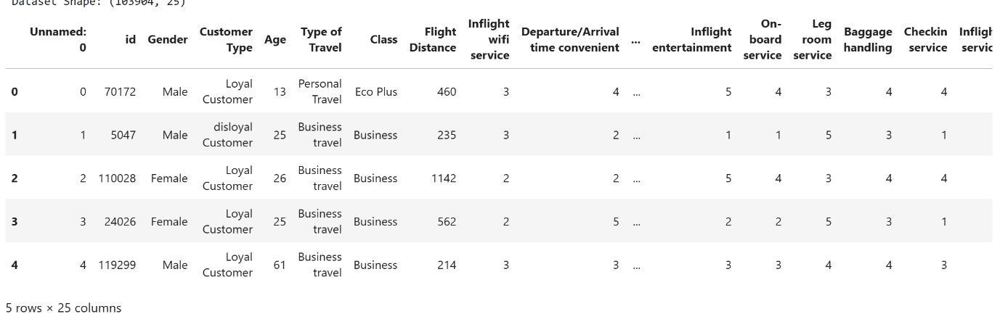 Dataset Shape: (103904, 25)
Unnamed: 0 id Gender Customer Type Age Type of Travel Class Flight Distance Inflight wifi service Departure/Arrival time convenient ... Inflight entertainment On-board service Leg room service Baggage handling Checkin service
0 0 70172 Male Loyal Customer 13 Personal Travel Eco Plus 460 3 4 ... 5 4 3 4 4
1 1 5047 Male disloyal Customer 25 Business travel Business 235 3 2 ... 1 1 5 3 1
2 2 110028 Female Loyal Customer 26 Business travel Business 1142 2 2 ... 5 4 3 4 4
3 3 24026 Female Loyal Customer 25 Business travel Business 562 2 5 ... 2 2 5 3 1
4 4 119299 Male Loyal Customer 61 Business travel Business 214 3 3 ... 3 3 4 4 3
5 rows × 25 columns